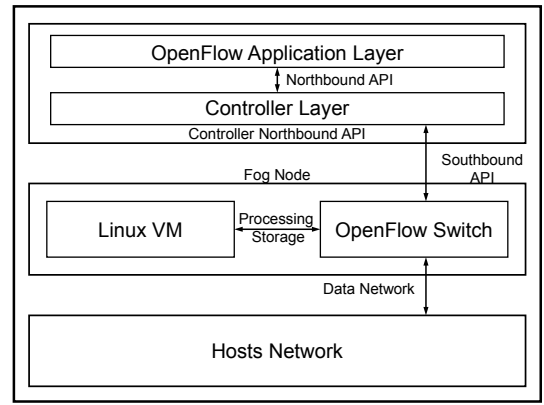 OpenFlow Application Layer
Northbound API
Controller Layer
Controller Northbound API
Southbound
API
Fog Node
Linux VM
Processing
Storage
OpenFlow Switch
Data Network
Hosts Network